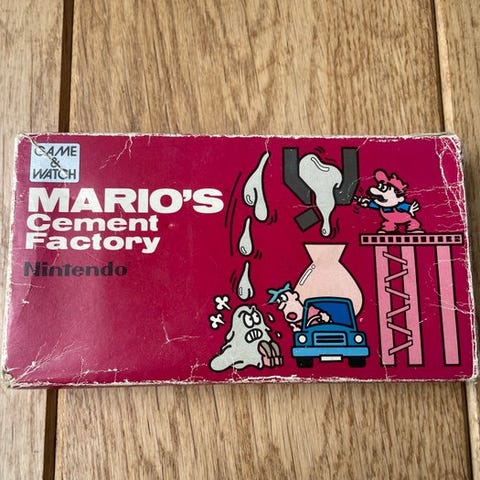 GAME
&
WATCH
MARIO'S
Cement
Factory
Nintendo